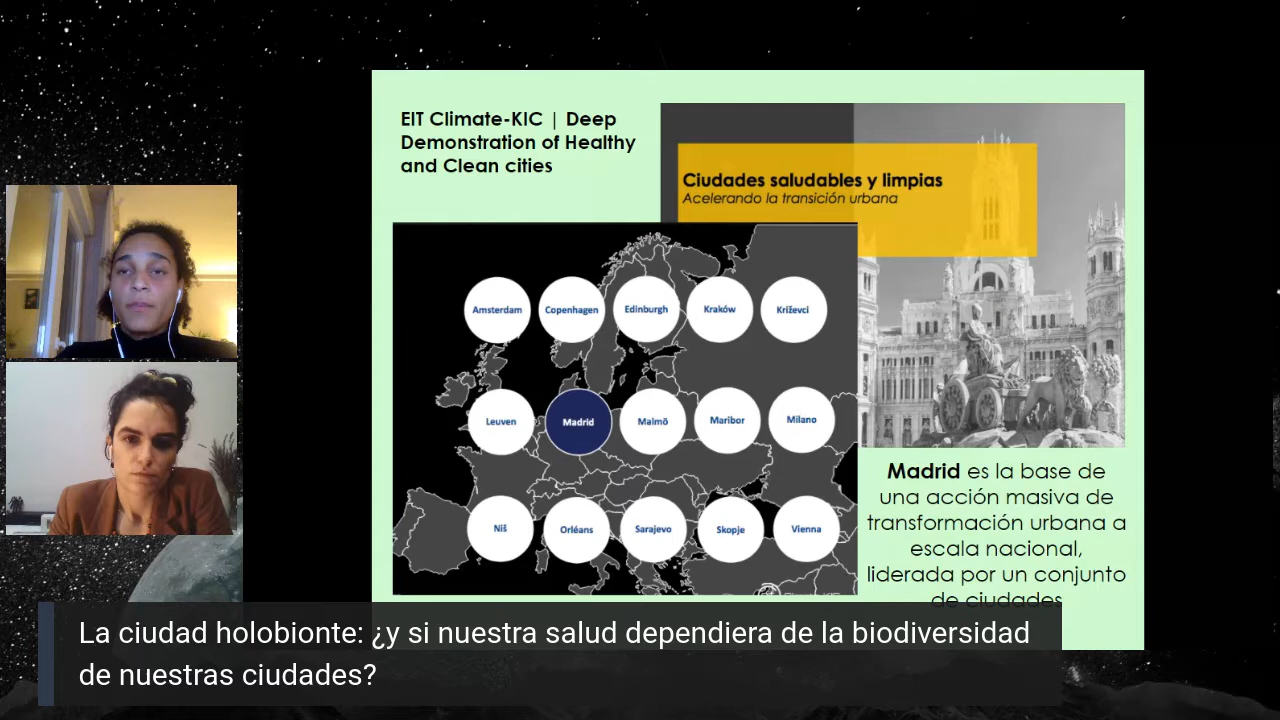 EIT Climate-KIC | Deep
Demonstration of Healthy
and Clean cities
Ciudades saludables y limpias
Acelerando la transición urbana
Amsterdam
Copenhagen
Edinburgh
Kraków
Križevci
Leuven
Madrid
Malmö
Maribor
Milano
Niš
Orléans
Sarajevo
Skopje
Vienna
Madrid es la base de
una acción masiva de
transformación urbana a
escala nacional,
liderada por un conjunto
de ciudades
La ciudad holobionte: ¿y si nuestra salud dependiera de la biodiversidad
de nuestras ciudades?